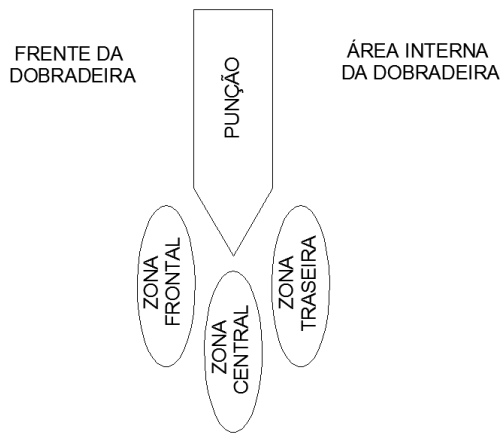 FRENTE DA
DOBRADEIRA
PUNÇÃO
ÁREA INTERNA
DA DOBRADEIRA
ZONA
FRONTAL
ZONA
CENTRAL
ZONA
TRASEIRA